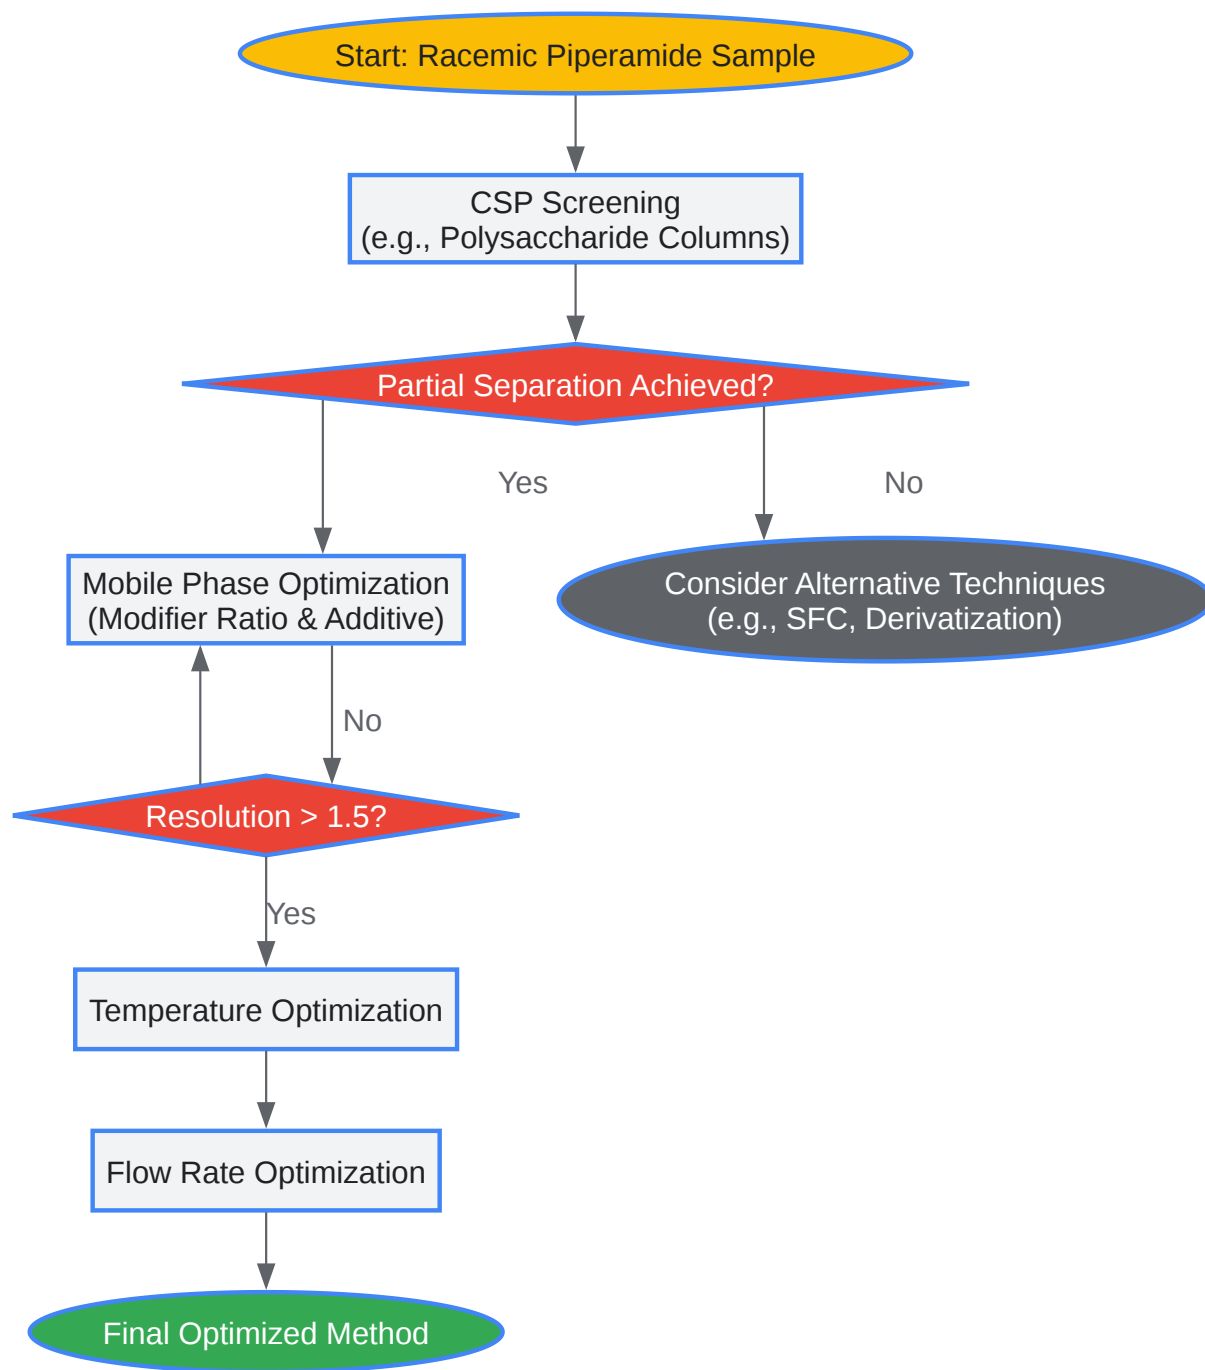 Start: Racemic Piperamide Sample
CSP Screening
(e.g., Polysaccharide Columns)
Partial Separation Achieved?
Yes
No
Mobile Phase Optimization
(Modifier Ratio & Additive)
Consider Alternative Techniques
(e.g., SFC, Derivatization)
No
Resolution > 1.5?
Yes
Temperature Optimization
Flow Rate Optimization
Final Optimized Method